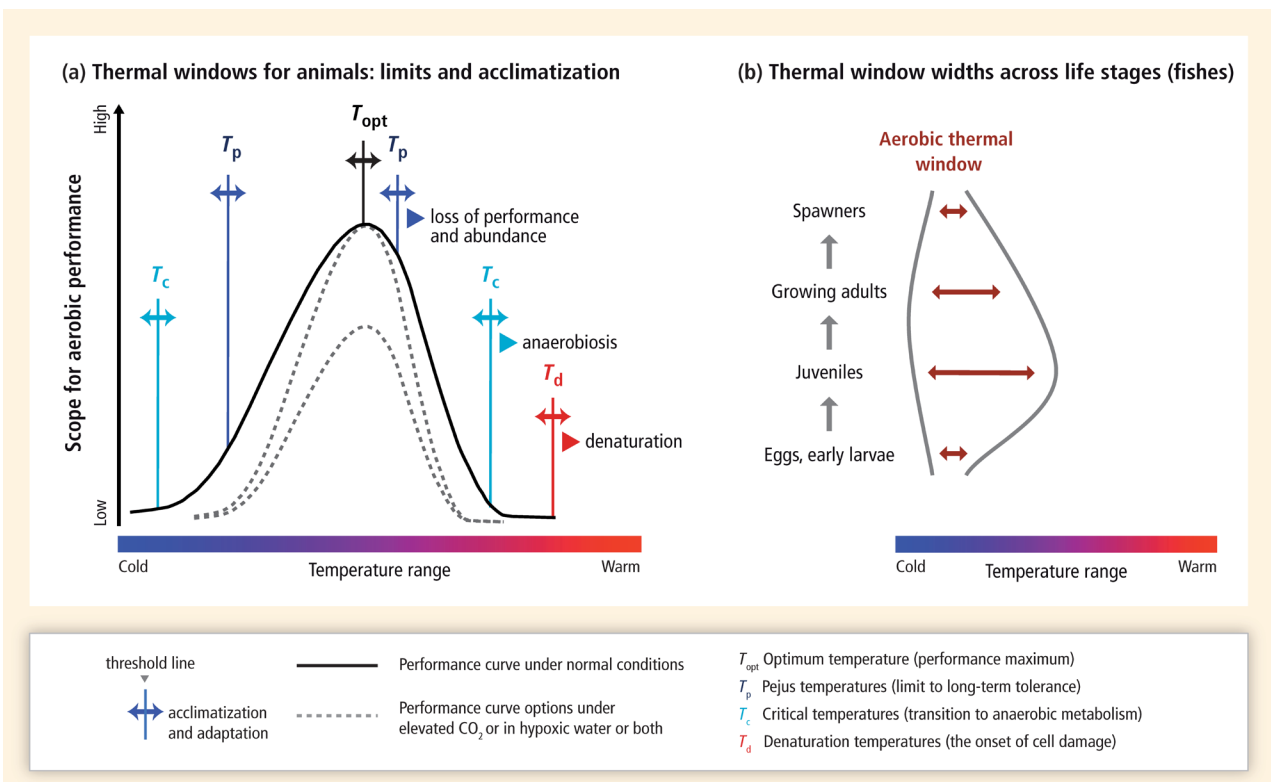 (a) Thermal windows for animals: limits and acclimatization
High
Scope for aerobic performance
Low
Topt
Tp
Tp
loss of performance
and abundance
Tc
Tc
anaerobiosis
Td
denaturation
Cold
Temperature range
Warm
(b) Thermal window widths across life stages (fishes)
Aerobic thermal
window
Spawners
Growing adults
Juveniles
Eggs, early larvae
Cold
Temperature range
Warm
threshold line
acclimatization
and adaptation
Performance curve under normal conditions
Performance curve options under
elevated CO2 or in hypoxic water or both
Topt Optimum temperature (performance maximum)
Tp Pejus temperatures (limit to long-term tolerance)
Tc Critical temperatures (transition to anaerobic metabolism)
Td Denaturation temperatures (the onset of cell damage)